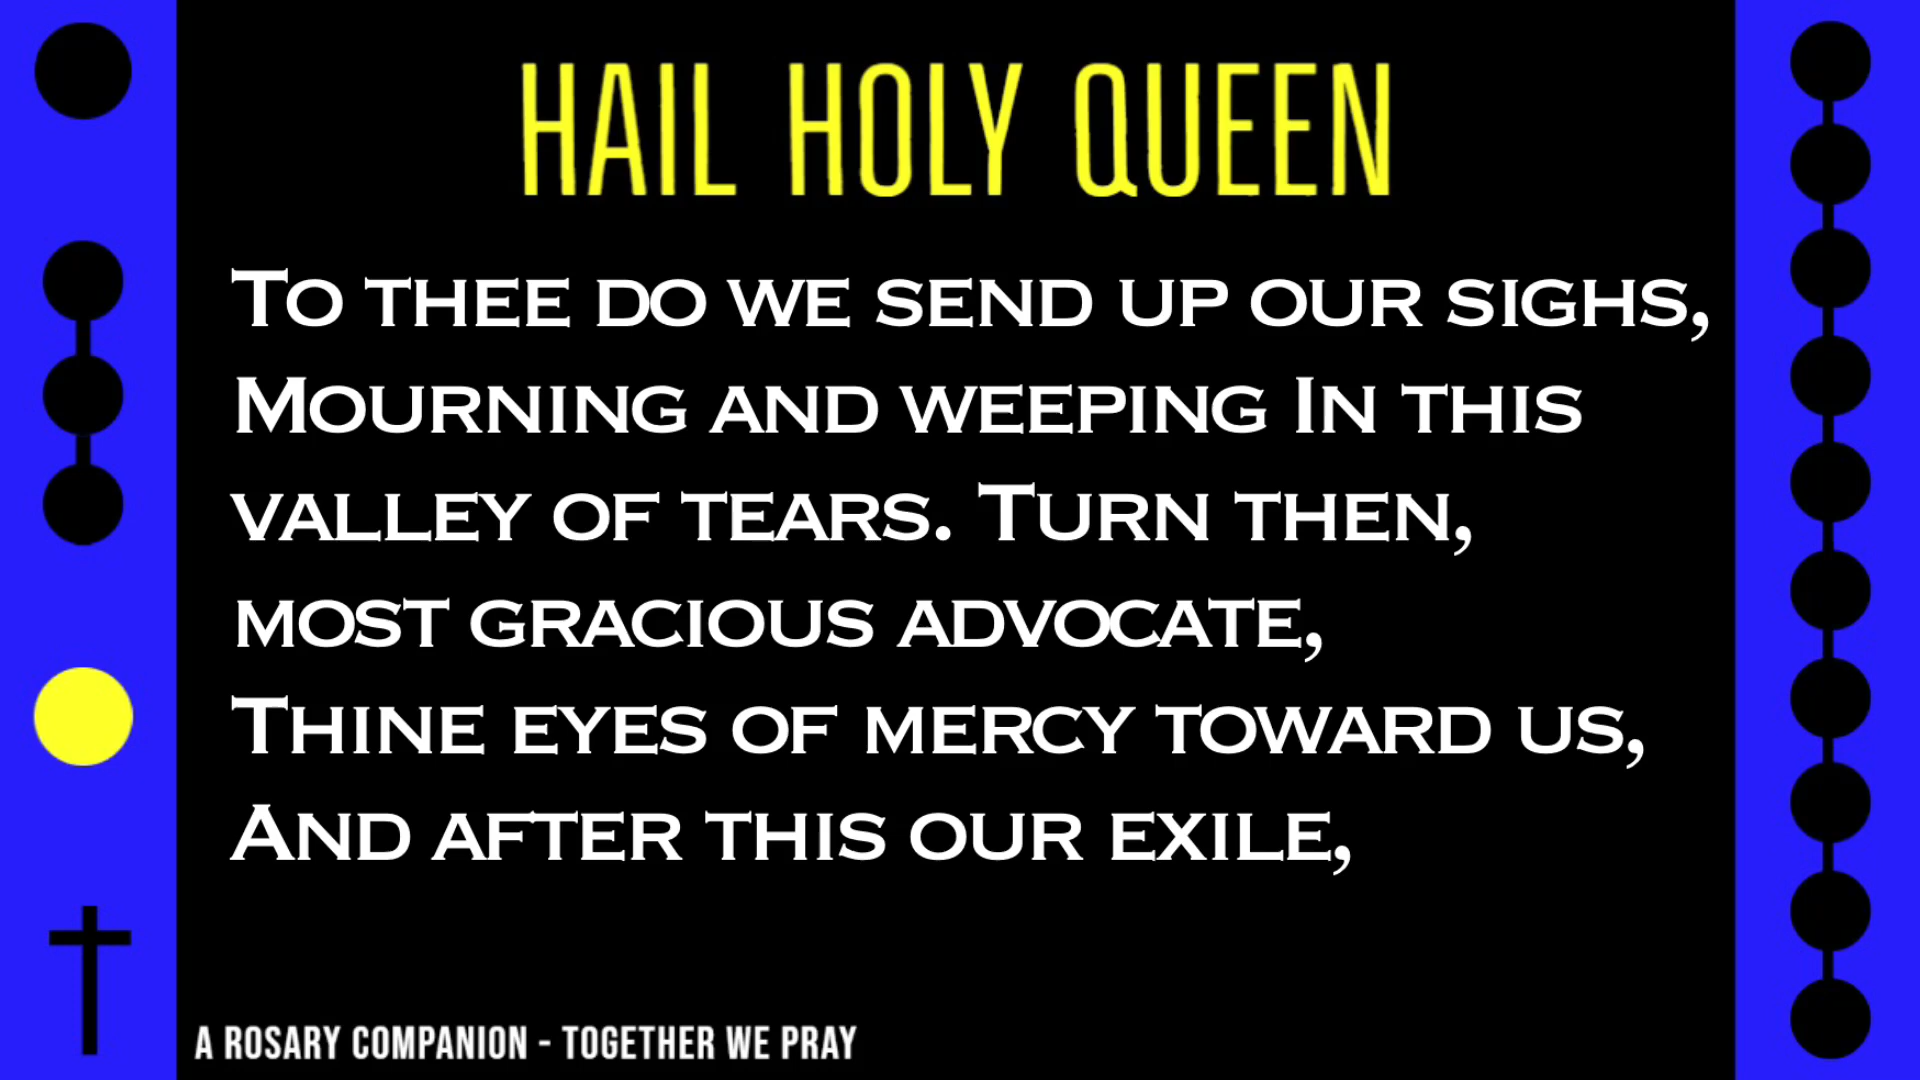 HAIL HOLY QUEEN
To thee do we send up our sighs,
Mourning and weeping In this
valley of tears. Turn then,
most gracious advocate,
Thine eyes of mercy toward us,
And after this our exile,
A ROSARY COMPANION - TOGETHER WE PRAY